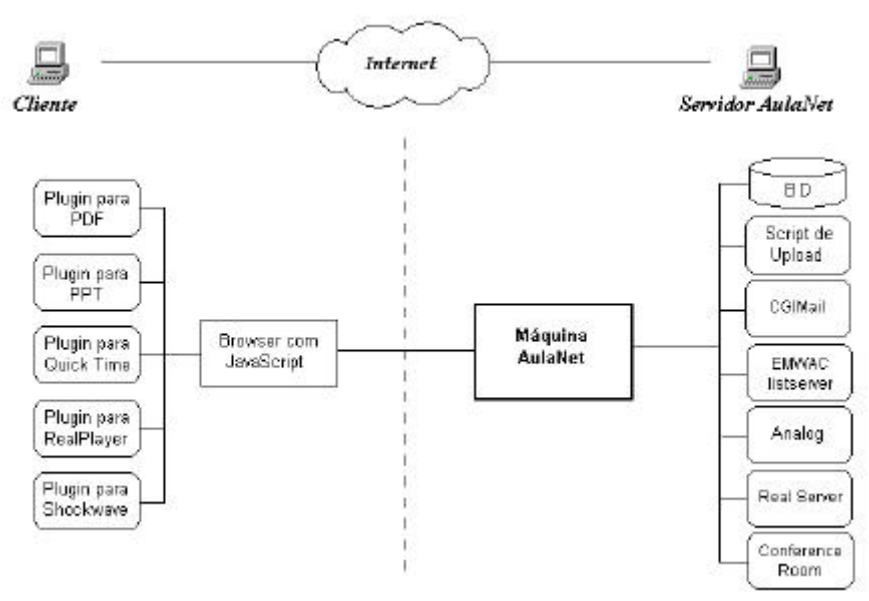 Internet
Cliente
Servidor AulaNet
Plugin para
PDF
Plugin para
PPT
Plugin para
Quick Time
Plugin para
RealPlayer
Plugin para
Shockwave
Browser com
JavaScript
Máquina
AulaNet
BD
Script de
Upload
CGIMail
EMWAC
listserver
Analog
Real Server
Conference
Room